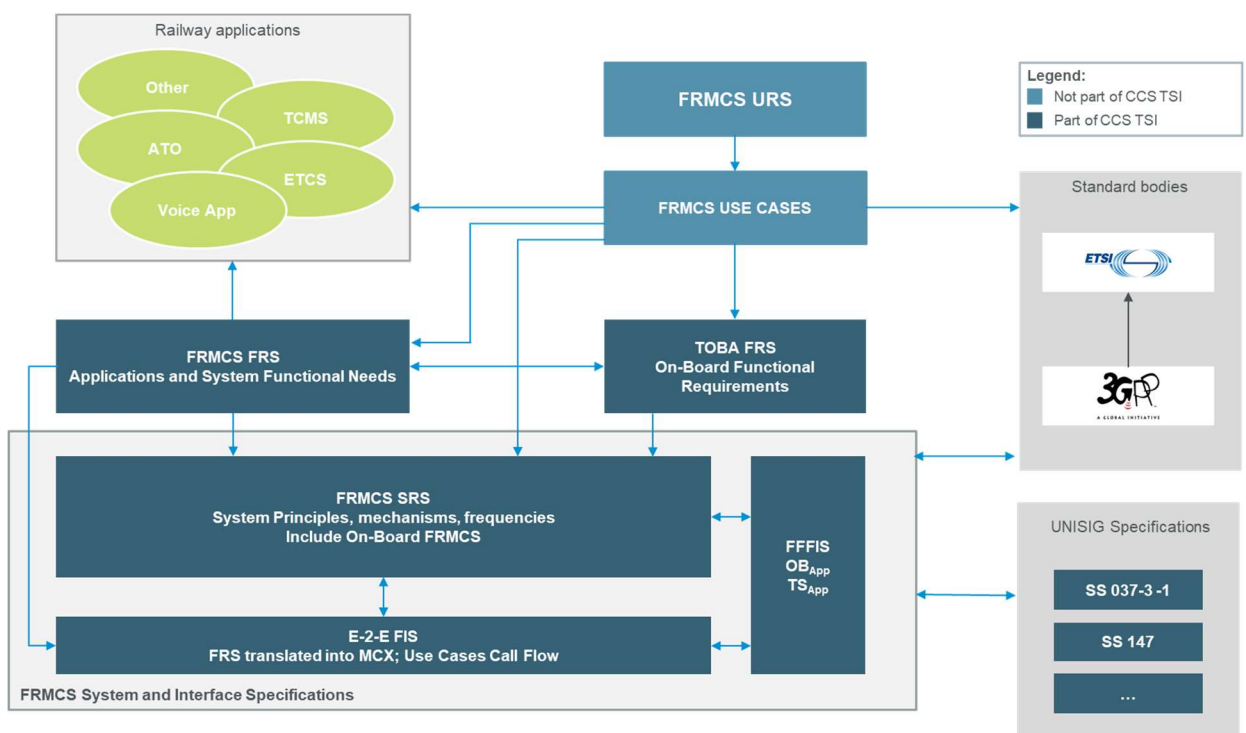 Railway applications
Other
TCMS
ATO
ETCS
Voice App
FRMCS URS
FRMCS USE CASES
Legend:
Not part of CCS TSI
Part of CCS TSI
Standard bodies
ETSI
3GPP
A GLOBAL INITIATIVE
FRMCS FRS
Applications and System Functional Needs
TOBA FRS
On-Board Functional
Requirements
FRMCS SRS
System Principles, mechanisms, frequencies
Include On-Board FRMCS
FFFIS
OBApp
TSApp
E-2-E FIS
FRS translated into MCX; Use Cases Call Flow
FRMCS System and Interface Specifications
UNISIG Specifications
SS 037-3 -1
SS 147
...